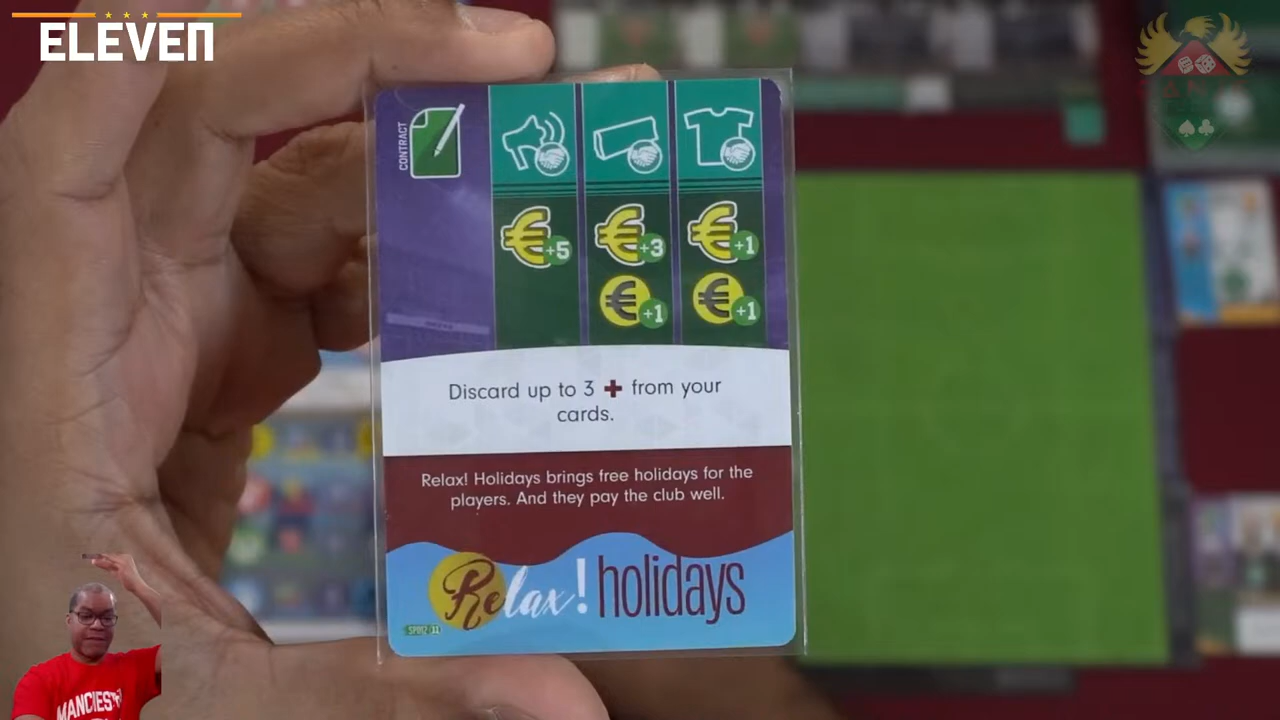 ELEVEN
CONTRACT
+5
+3
+1
+1
+1
Discard up to 3 ✚ from your
cards.
Relax! Holidays brings free holidays for the
players. And they pay the club well.
Relax! holidays